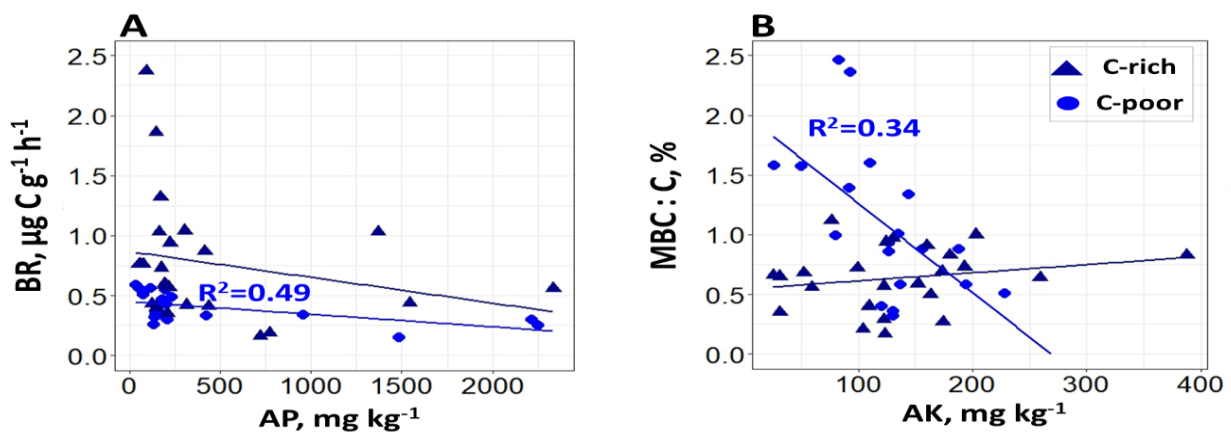 A
BR, µg C g⁻¹ h⁻¹
2.5
2.0
1.5
1.0
0.5
0.0
R²=0.49
0 500 1000 1500 2000
AP, mg kg⁻¹
B
MBC : C, %
2.5
2.0
1.5
1.0
0.5
0.0
C-rich
C-poor
R²=0.34
100 200 300 400
AK, mg kg⁻¹